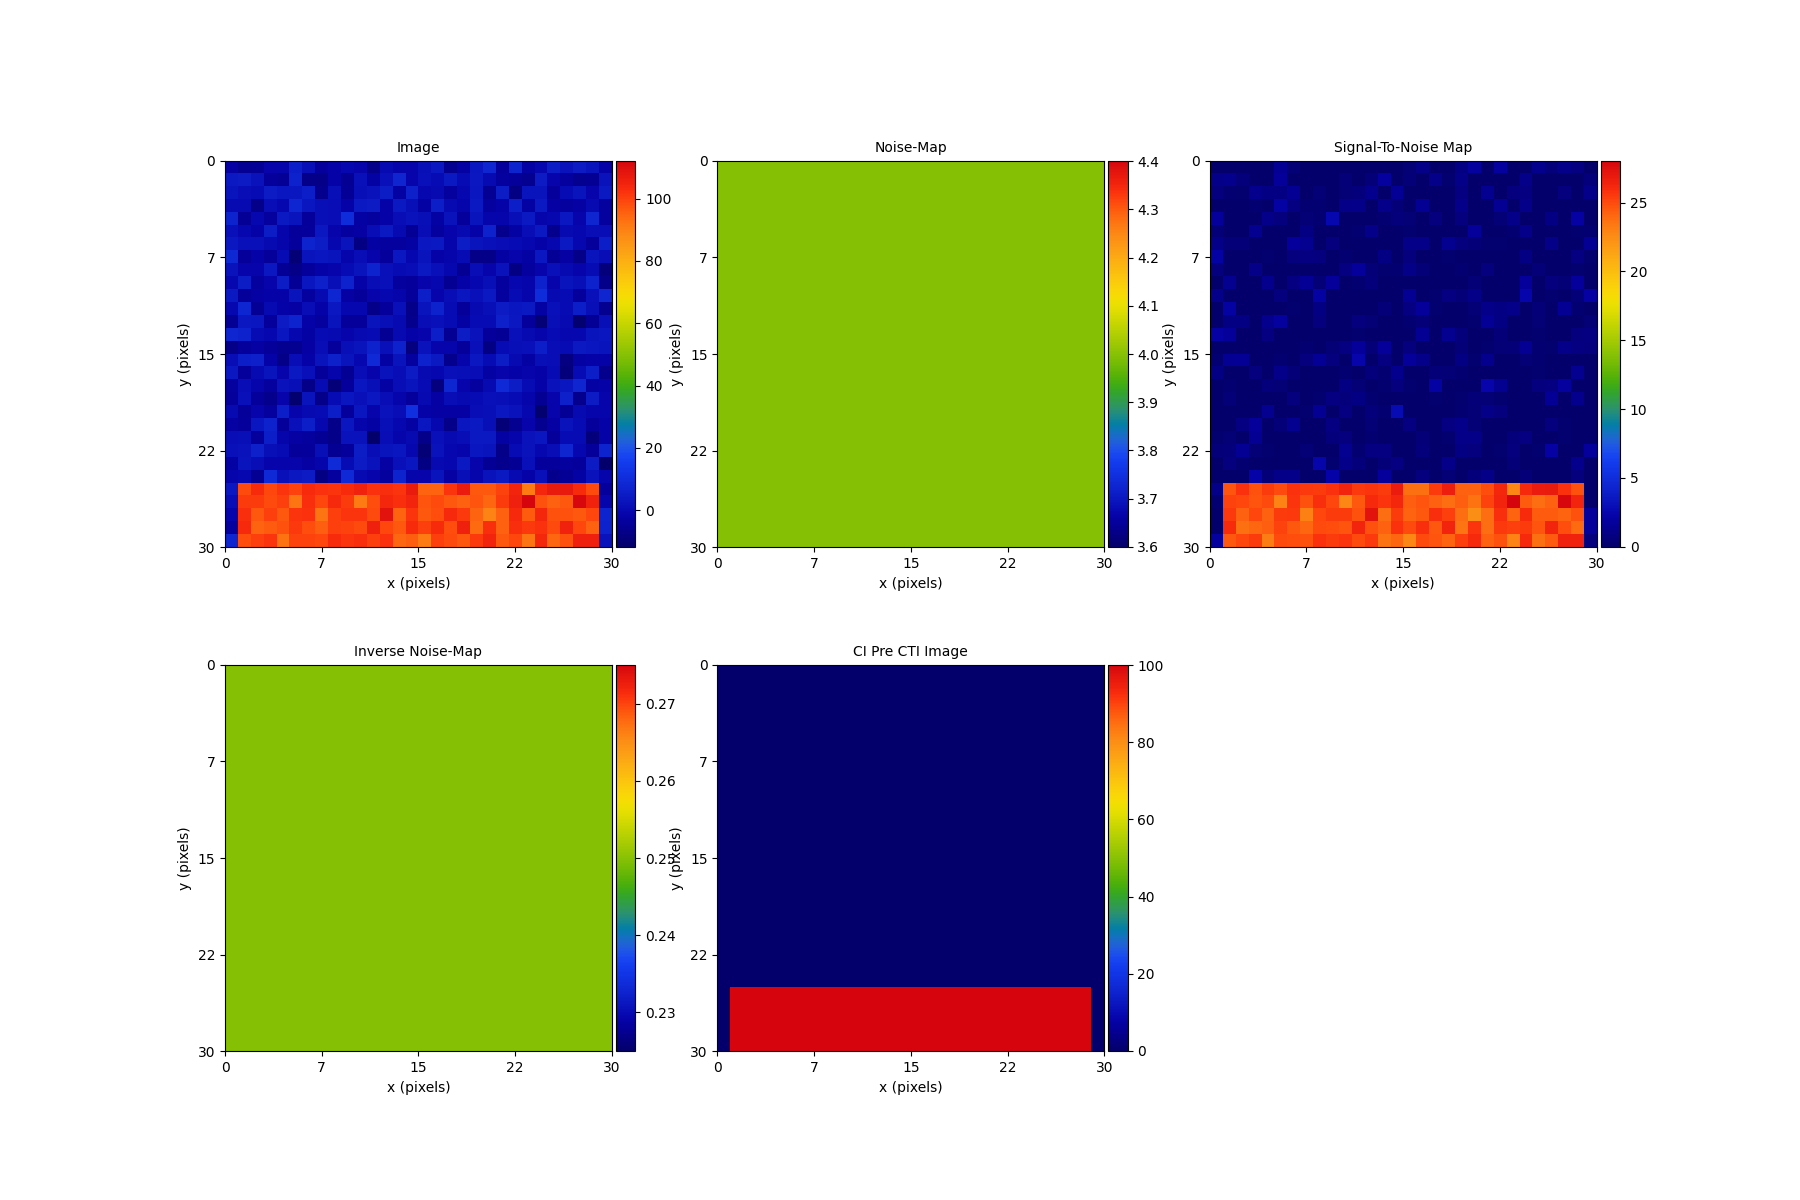 Image
0
7
15
22
30
y (pixels)
0 7 15 22 30
x (pixels)
100
80
60
40
20
0
Noise-Map
0
7
15
22
30
y (pixels)
0 7 15 22 30
x (pixels)
4.4
4.3
4.2
4.1
4.0
3.9
3.8
3.7
3.6
Signal-To-Noise Map
0
7
15
22
30
y (pixels)
0 7 15 22 30
x (pixels)
25
20
15
10
5
0
Inverse Noise-Map
0
7
15
22
30
y (pixels)
0 7 15 22 30
x (pixels)
0.27
0.26
0.25
0.24
0.23
CI Pre CTI Image
0
7
15
22
30
y (pixels)
0 7 15 22 30
x (pixels)
100
80
60
40
20
0